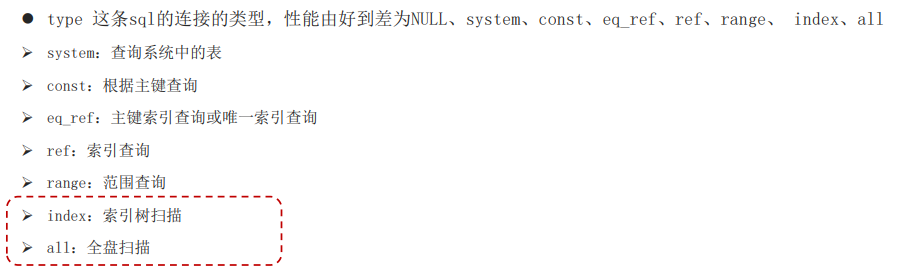 ● type 这条sql的连接的类型，性能由好到差为NULL、system、const、eq_ref、ref、range、 index、all
➢ system：查询系统中的表
➢ const：根据主键查询
➢ eq_ref：主键索引查询或唯一索引查询
➢ ref：索引查询
➢ range：范围查询
➢ index：索引树扫描
➢ all：全盘扫描